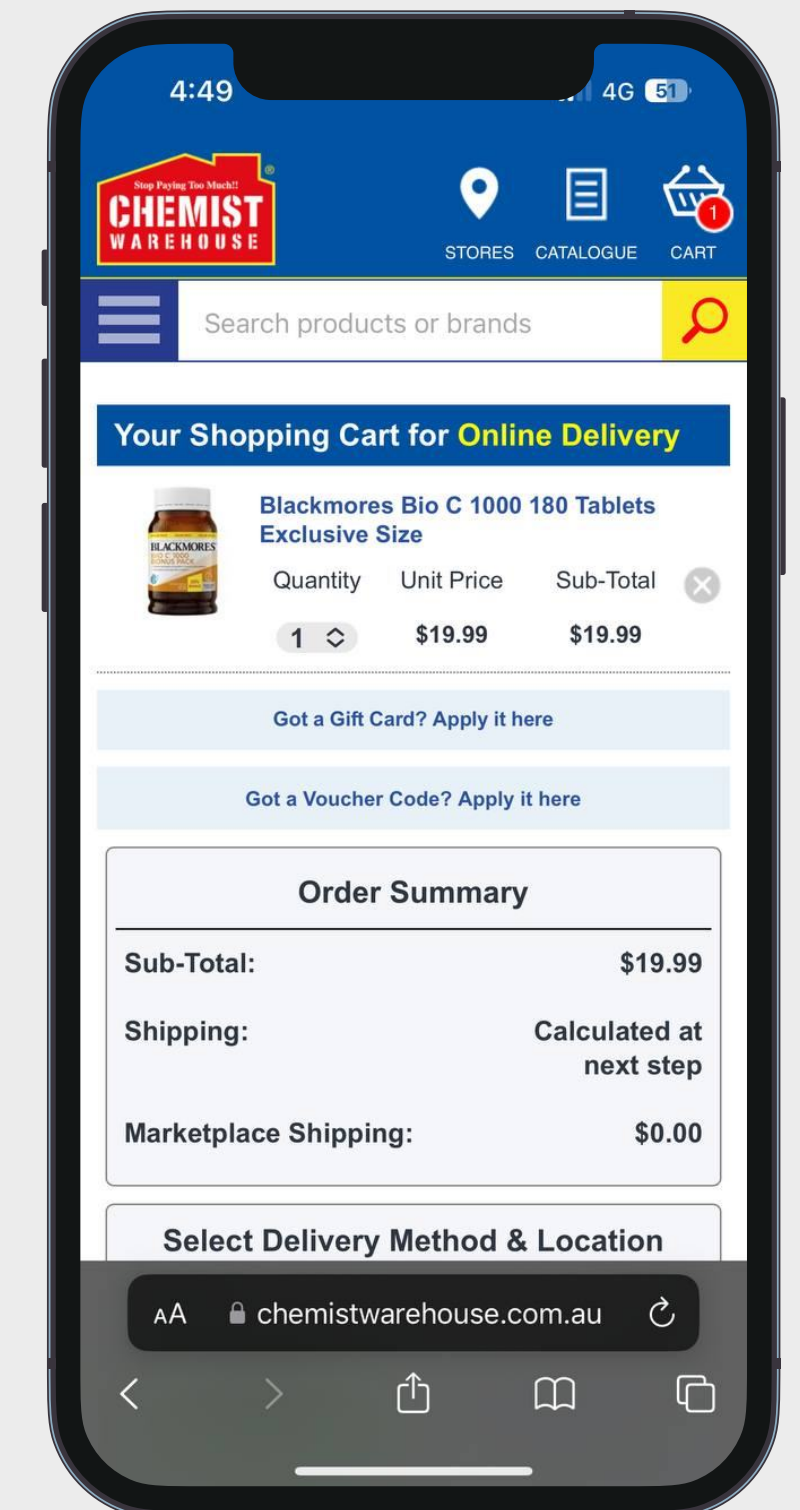 4:49
4G 51
Stop Paying Too Much!!
CHEMIST
WAREHOUSE
®
1
STORES CATALOGUE CART
Search products or brands
Your Shopping Cart for Online Delivery
Blackmores Bio C 1000 180 Tablets
Exclusive Size
BLACKMORES
BIO C 1000
BONUS PACK
Quantity Unit Price Sub-Total
1 $19.99 $19.99
Got a Gift Card? Apply it here
Got a Voucher Code? Apply it here
Order Summary
Sub-Total: $19.99
Shipping: Calculated at
next step
Marketplace Shipping: $0.00
Select Delivery Method & Location
AA chemistwarehouse.com.au